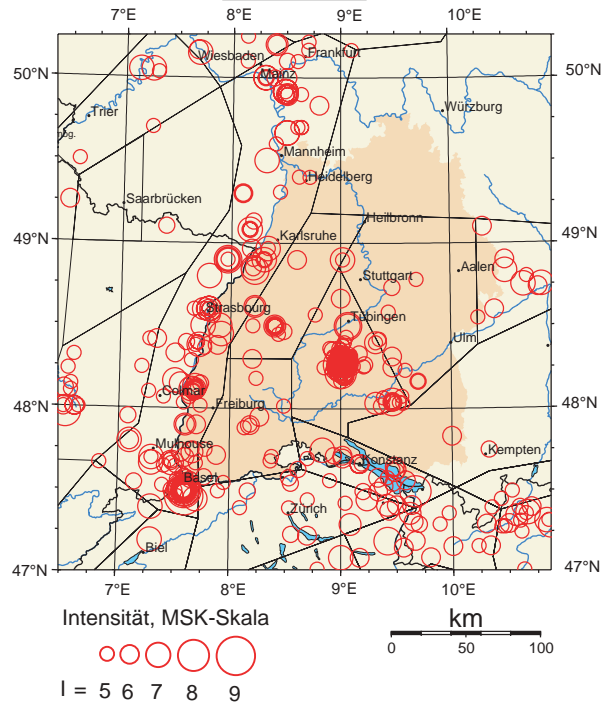 7°E 8°E 9°E 10°E
50°N 50°N
Wiesbaden Frankfurt
Mainz
Trier Würzburg
Mannheim
Heidelberg
Saarbrücken
Heilbronn
Karlsruhe
49°N 49°N
Aalen
Stuttgart
Strasbourg
Tübingen
Ulm
Colmar
Freiburg
48°N 48°N
Mulhouse
Kempten
Konstanz
Basel
Zürich
Biel
47°N 47°N
7°E 8°E 9°E 10°E
Intensität, MSK-Skala
km
0 50 100
I = 5 6 7 8 9